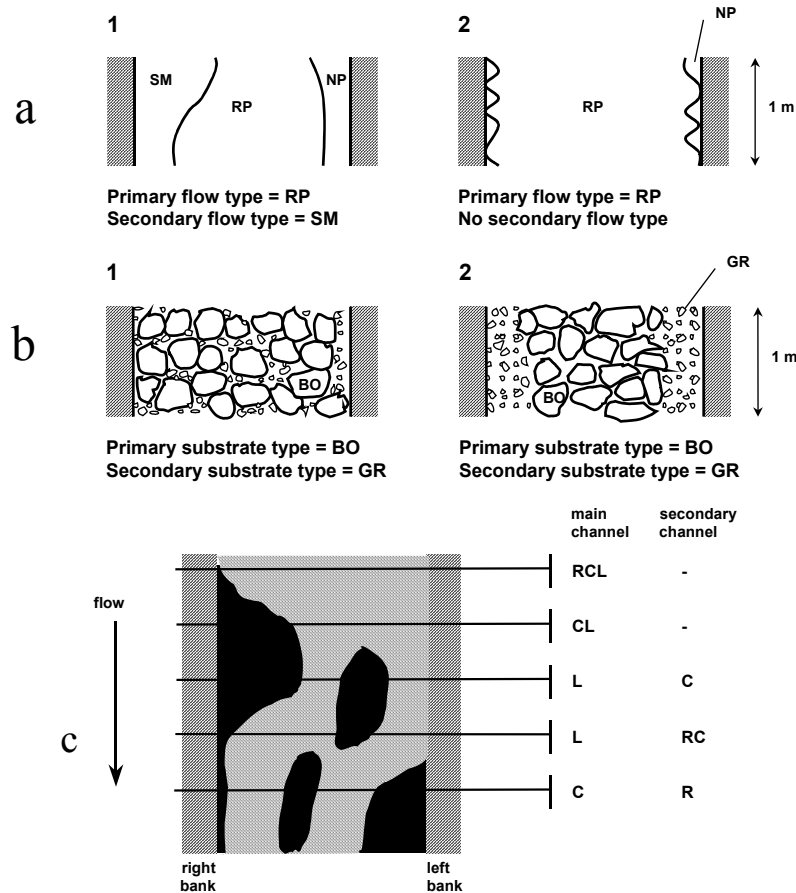 1
2
NP
SM
RP
NP
RP
a
1 m
Primary flow type = RP
Secondary flow type = SM
Primary flow type = RP
No secondary flow type
1
2
GR
b
BO
BO
1 m
Primary substrate type = BO
Secondary substrate type = GR
Primary substrate type = BO
Secondary substrate type = GR
main channel
secondary channel
RCL
-
flow
CL
-
L
C
c
L
RC
C
R
right bank
left bank